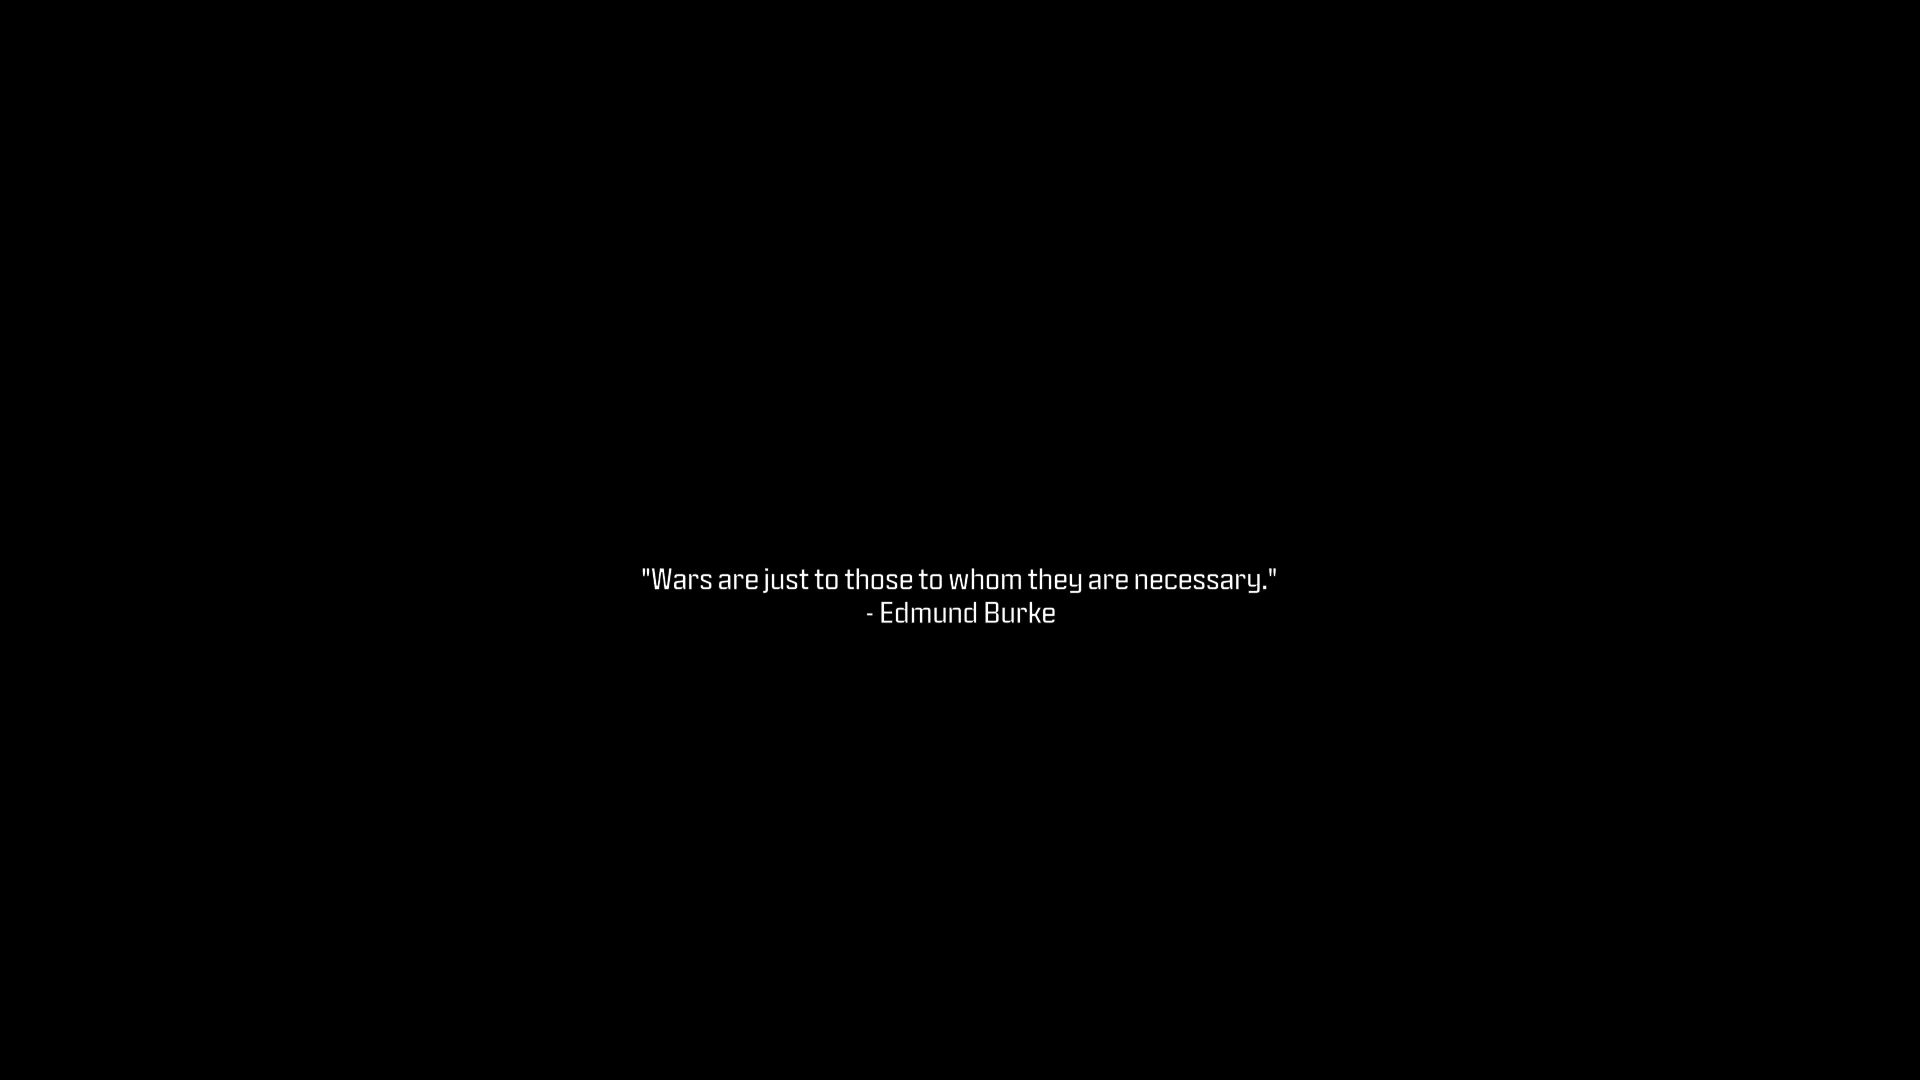 "Wars are just to those to whom they are necessary."
- Edmund Burke